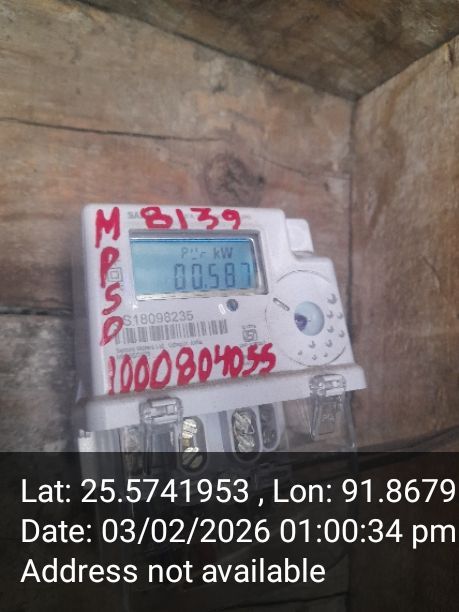 M 8139
P
S
D
kW
00.587
S18098235
1000804055
Lat: 25.5741953 , Lon: 91.8679
Date: 03/02/2026 01:00:34 pm
Address not available